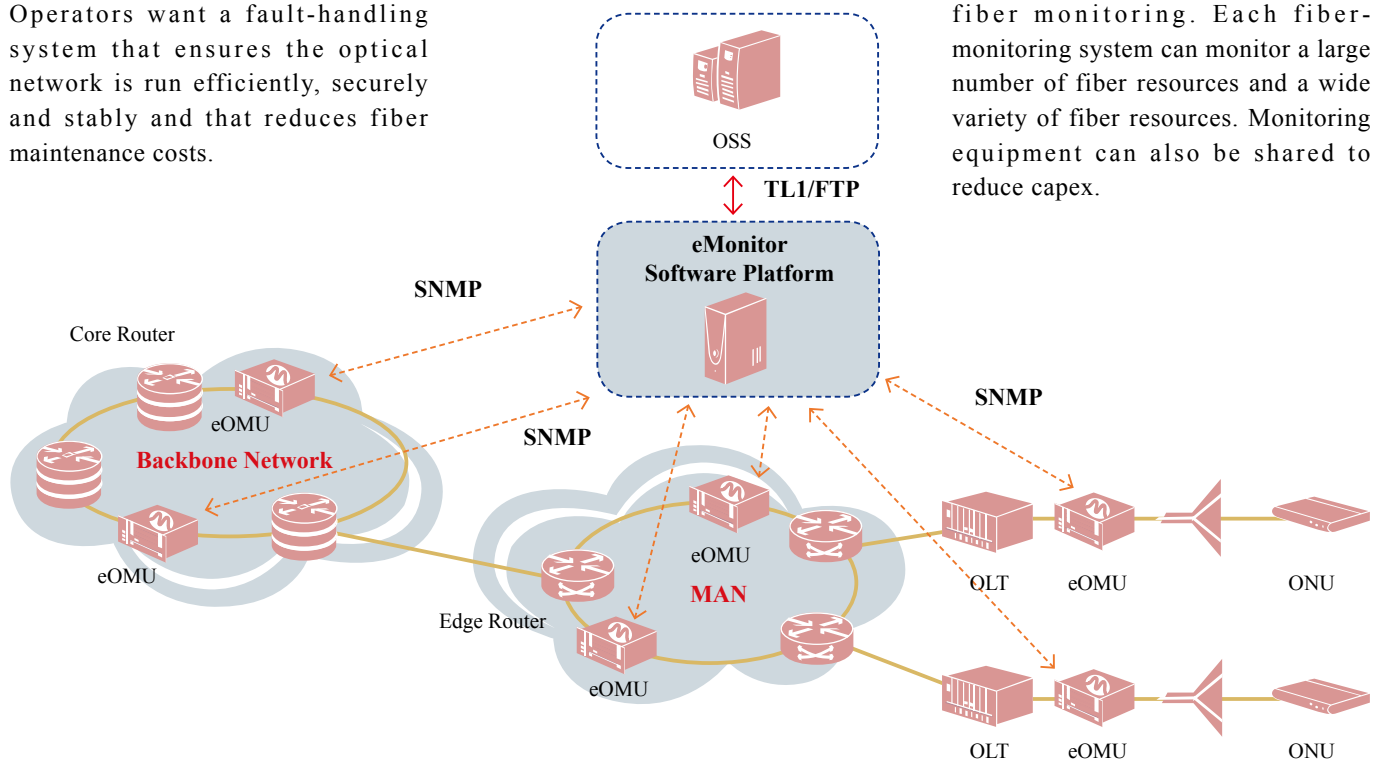 Operators want a fault-handling
system that ensures the optical
network is run efficiently, securely
and stably and that reduces fiber
maintenance costs.
fiber monitoring. Each fiber-
monitoring system can monitor a large
number of fiber resources and a wide
variety of fiber resources. Monitoring
equipment can also be shared to
reduce capex.
OSS
TL1/FTP
eMonitor
Software Platform
SNMP
Core Router
eOMU
SNMP
SNMP
Backbone Network
eOMU
eOMU
MAN
Edge Router
eOMU
OLT
eOMU
ONU
OLT
eOMU
ONU